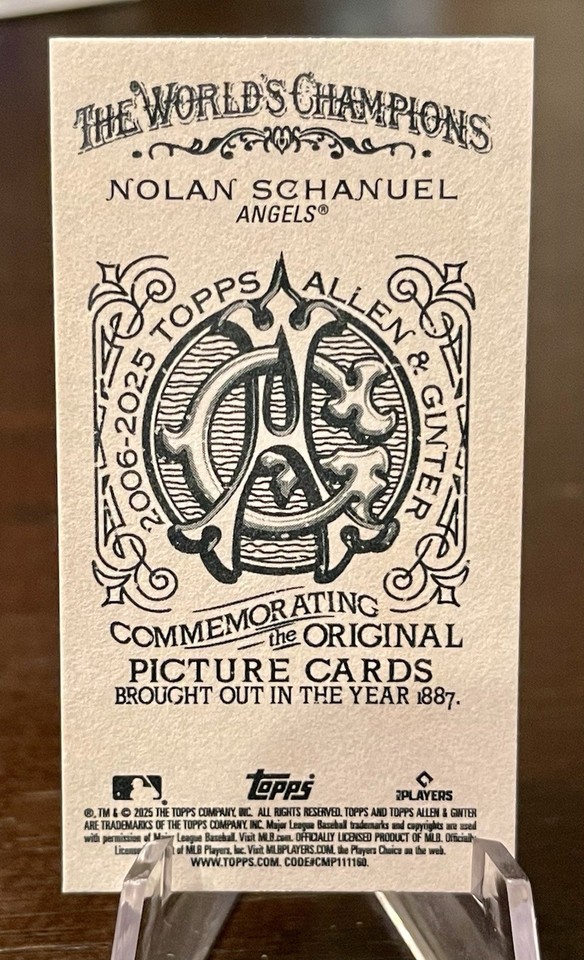 THE WORLD'S CHAMPIONS
NOLAN SCHANUEL
ANGELS®
2006-2025 TOPPS ALLEN & GINTER
COMMEMORATING
the ORIGINAL
PICTURE CARDS
BROUGHT OUT IN THE YEAR 1887.
topps
PLAYERS
®, TM & © 2025 THE TOPPS COMPANY, INC. ALL RIGHTS RESERVED. TOPPS AND TOPPS ALLEN & GINTER
ARE TRADEMARKS OF THE TOPPS COMPANY, INC. Major League Baseball trademarks and copyrights are used
with permission of Major League Baseball. Visit MLB.com. OFFICIALLY LICENSED PRODUCT OF MLB. Officially
of MLB Players, Inc. Visit MLBPLAYERS.COM, the Players Choice on the web.
WWW.TOPPS.COM. CODE#CMP111160.